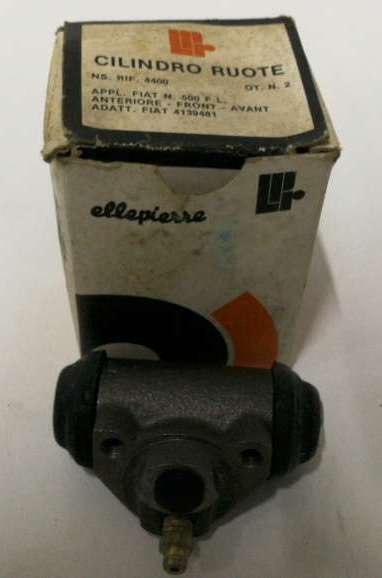 CILINDRO RUOTE
NS. RIF. 4400 QT. N. 2
APPL. FIAT N. 500 F.L.
ANTERIORE - FRONT - AVANT
ADATT. FIAT 4139481
ellepierre